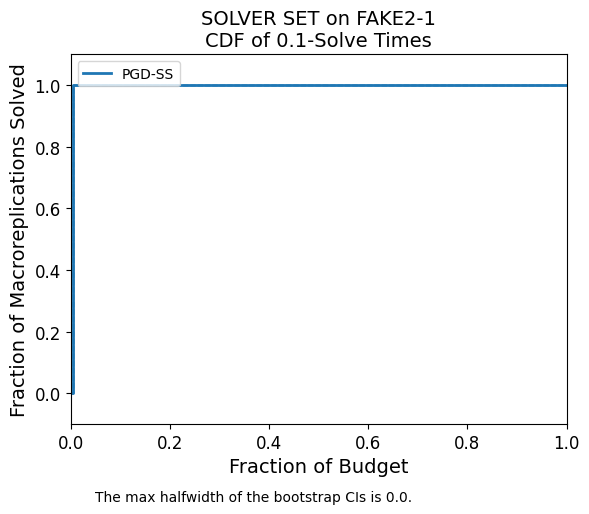 SOLVER SET on FAKE2-1
CDF of 0.1-Solve Times
PGD-SS
Fraction of Macroreplications Solved
1.0
0.8
0.6
0.4
0.2
0.0
0.0 0.2 0.4 0.6 0.8 1.0
Fraction of Budget
The max halfwidth of the bootstrap CIs is 0.0.